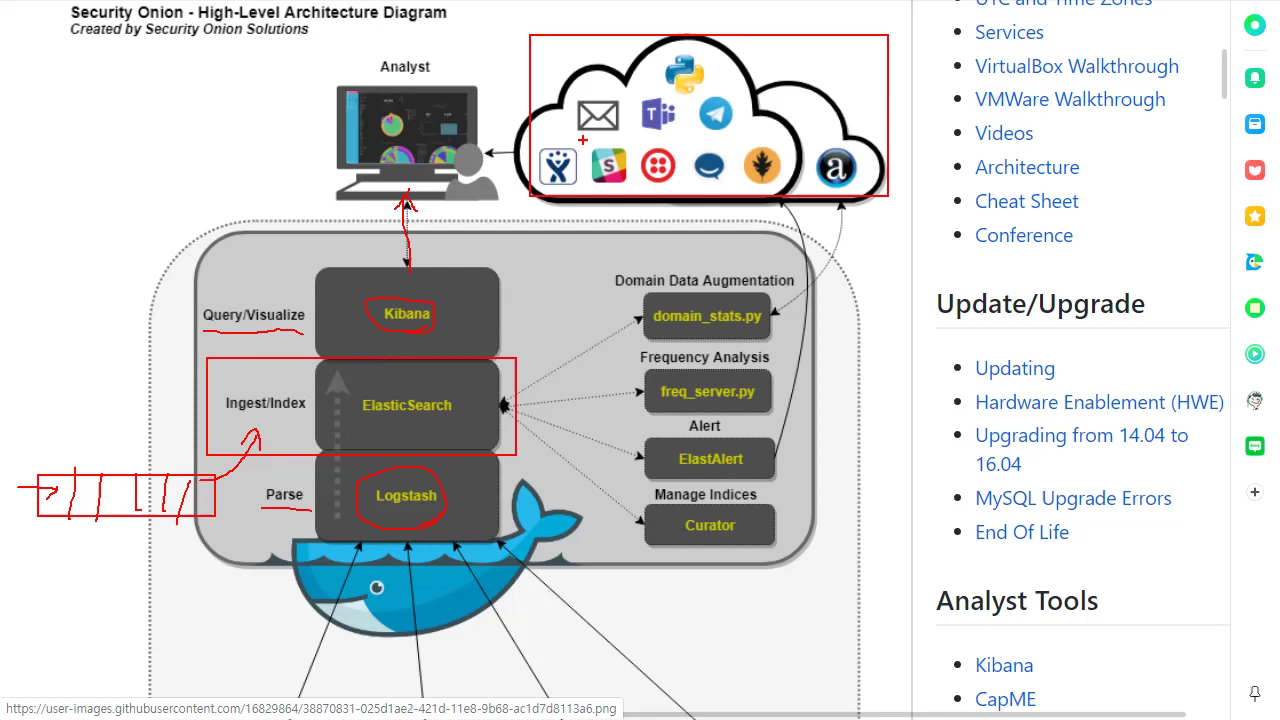 Security Onion - High-Level Architecture Diagram
Created by Security Onion Solutions
Analyst
T
a
Query/Visualize
Kibana
Ingest/Index
ElasticSearch
Parse
Logstash
Domain Data Augmentation
domain_stats.py
Frequency Analysis
freq_server.py
Alert
ElastAlert
Manage Indices
Curator
https://user-images.githubusercontent.com/16829864/38870831-025d1ae2-421d-11e8-9b68-ac1d7d8113a6.png
UTC and Time Zones
Services
VirtualBox Walkthrough
VMWare Walkthrough
Videos
Architecture
Cheat Sheet
Conference
Update/Upgrade
Updating
Hardware Enablement (HWE)
Upgrading from 14.04 to
16.04
MySQL Upgrade Errors
End Of Life
Analyst Tools
Kibana
CapME